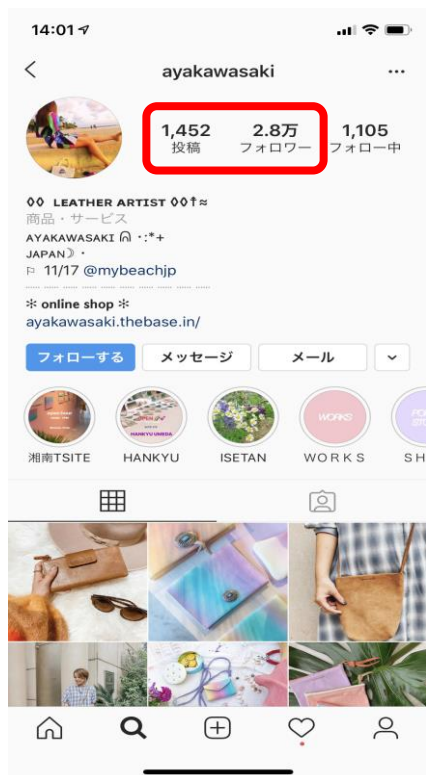 14:01
ayakawasaki
1,452 2.8万 1,105
投稿 フォロワー フォロー中
◊◊ LEATHER ARTIST ◊◊†≈
商品・サービス
AYAKAWASAKI ⋒ ･:*+
JAPAN☽・
⚐ 11/17 @mybeachjp
✻ online shop ✻
ayakawasaki.thebase.in/
フォローする メッセージ メール
WORKS
湘南TSITE HANKYU ISETAN WORKS SH